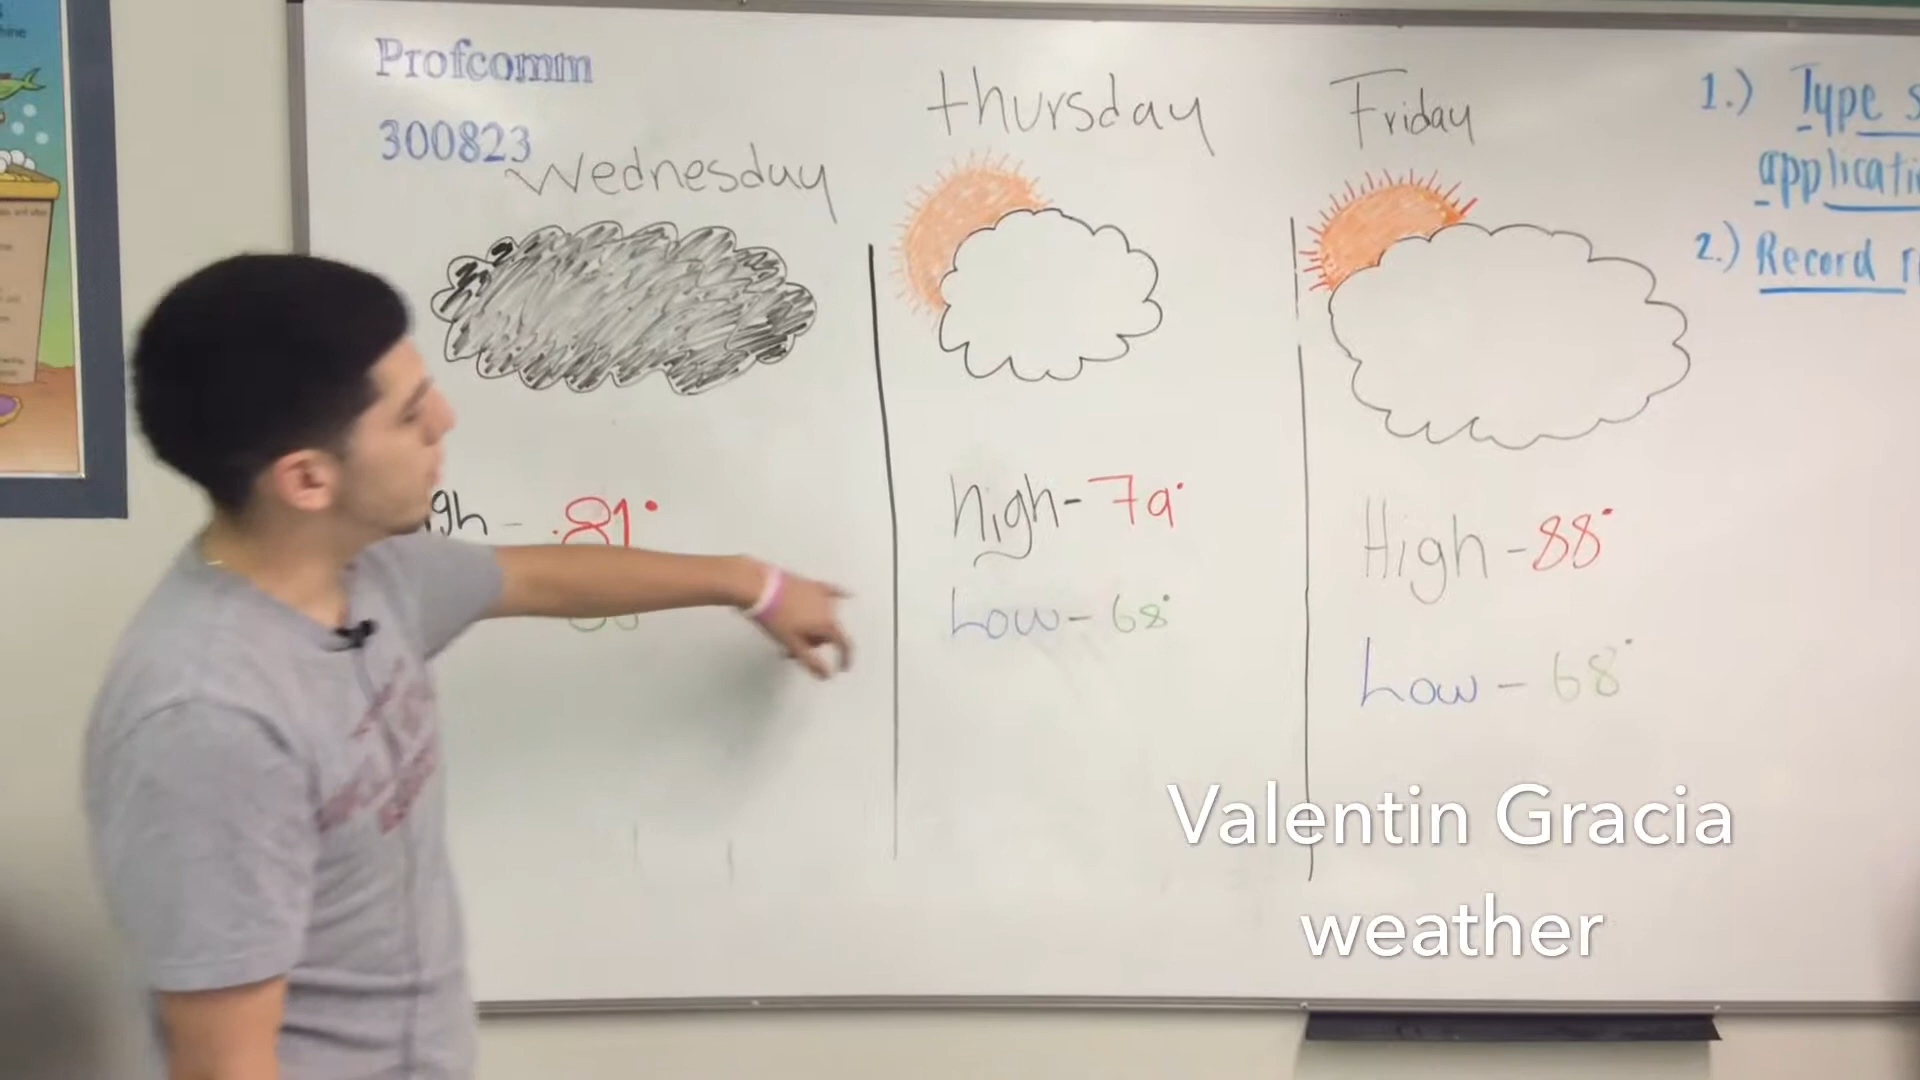 Profcomm
300823
Wednesday
thursday
Friday
1.) Type
applicati
2.) Record
igh - 81°
high - 79°
Low - 68°
High - 88°
Low - 68°
Valentin Gracia
weather